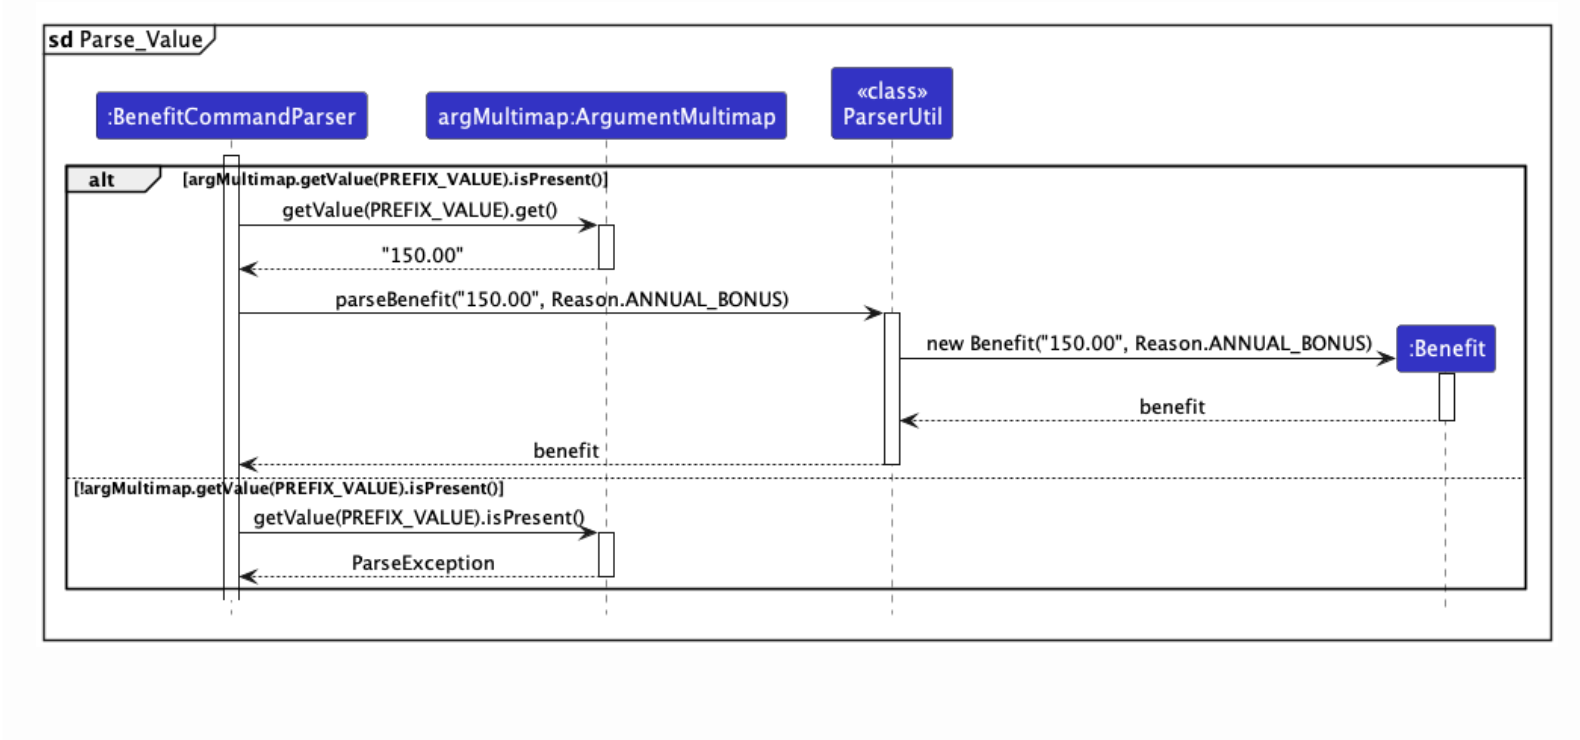 sd Parse_Value
:BenefitCommandParser
argMultimap:ArgumentMultimap
«class»
ParserUtil
alt
[argMultimap.getValue(PREFIX_VALUE).isPresent()]
getValue(PREFIX_VALUE).get()
"150.00"
parseBenefit("150.00", Reason.ANNUAL_BONUS)
new Benefit("150.00", Reason.ANNUAL_BONUS)
:Benefit
benefit
benefit
[!argMultimap.getValue(PREFIX_VALUE).isPresent()]
getValue(PREFIX_VALUE).isPresent()
ParseException